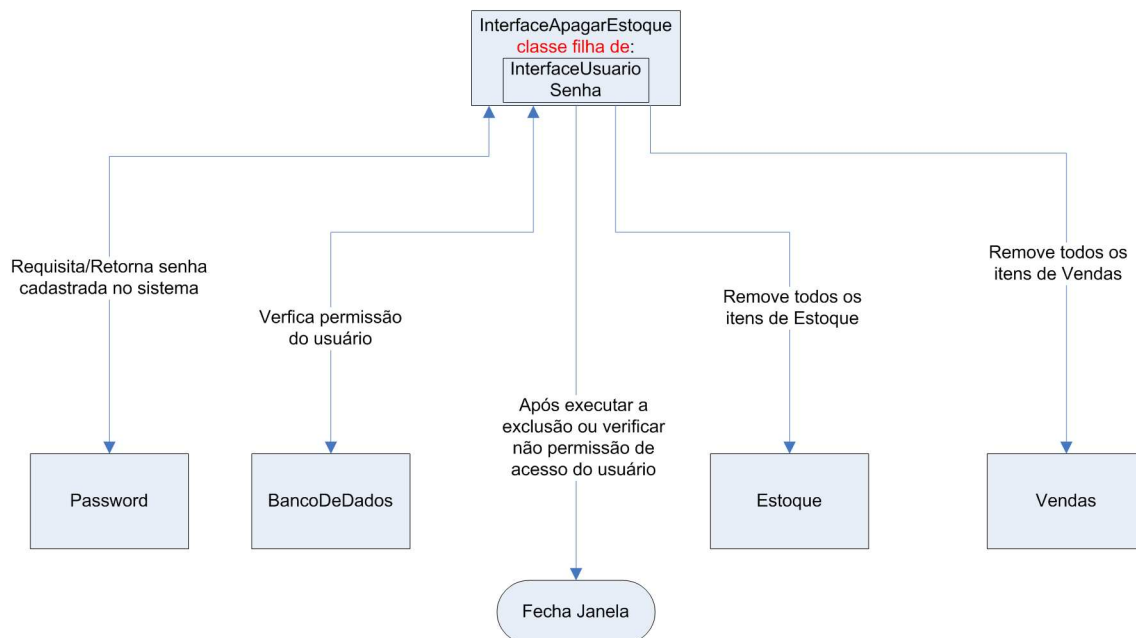 InterfaceApagarEstoque
classe filha de:
InterfaceUsuario
Senha
Requisita/Retorna senha
cadastrada no sistema
Verfica permissão
do usuário
Após executar a
exclusão ou verificar
não permissão de
acesso do usuário
Remove todos os
itens de Estoque
Remove todos os
itens de Vendas
Password
BancoDeDados
Estoque
Vendas
Fecha Janela